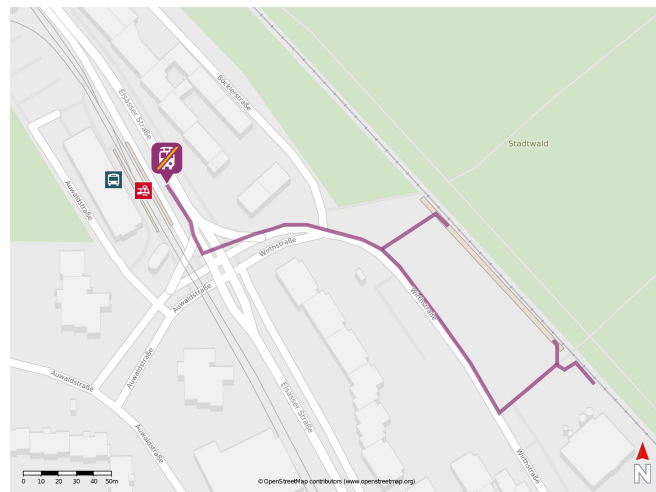 Böcklerstraße
Elsässer Straße
Stadtwald
Auwaldstraße
Wirthstraße
Auwaldstraße
Wirthstraße
Auwaldstraße
Auwaldstraße
Elsässer Straße
Auwaldstraße
Wirthstraße
0 10 20 30 40 50m
© OpenStreetMap contributors (www.openstreetmap.org)
N